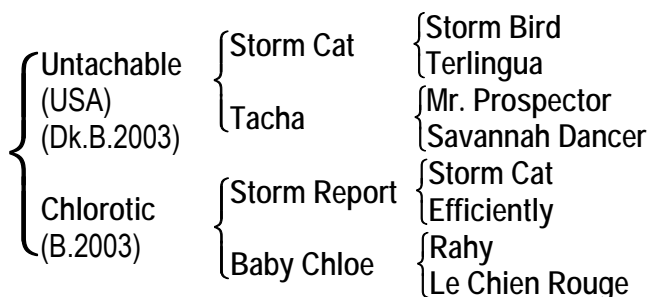 Untachable
(USA)
(Dk.B.2003)
Storm Cat
Storm Bird
Terlingua
Tacha
Mr. Prospector
Savannah Dancer
Chlorotic
(B.2003)
Storm Report
Storm Cat
Efficiently
Baby Chloe
Rahy
Le Chien Rouge